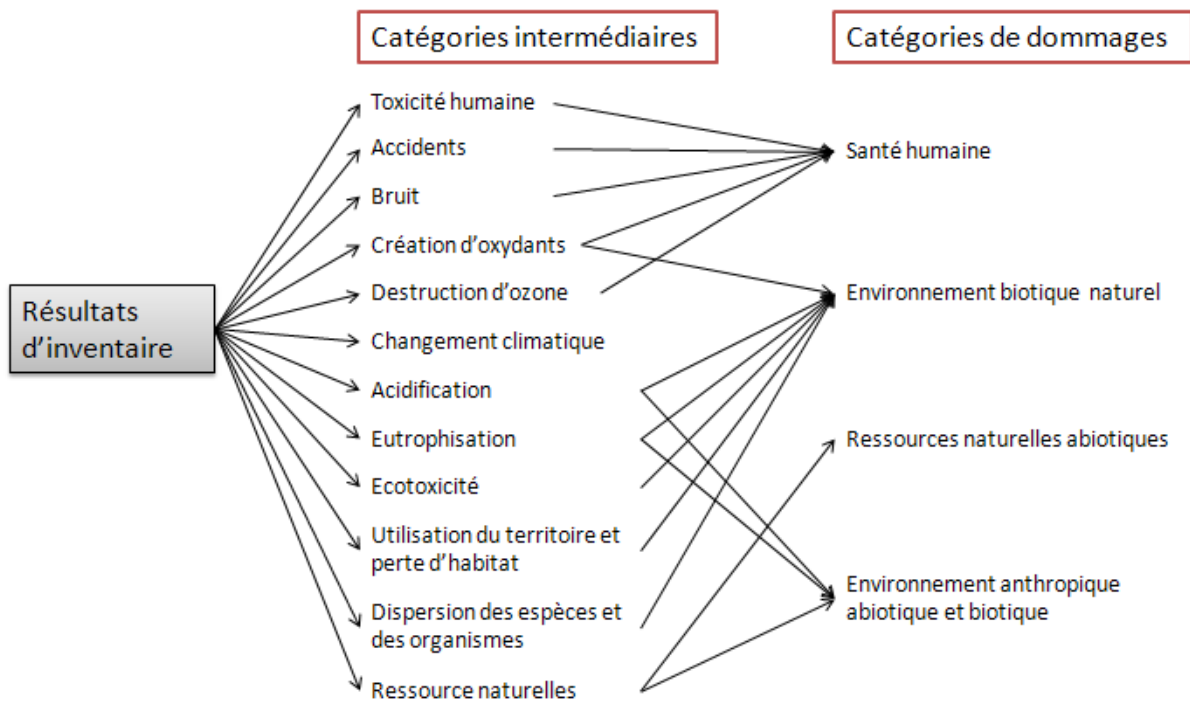 Catégories intermédiaires
Catégories de dommages
Toxicité humaine
Accidents
Bruit
Création d'oxydants
Destruction d'ozone
Changement climatique
Acidification
Eutrophisation
Ecotoxicité
Utilisation du territoire et
perte d'habitat
Dispersion des espèces et
des organismes
Ressource naturelles
Résultats
d'inventaire
Santé humaine
Environnement biotique naturel
Ressources naturelles abiotiques
Environnement anthropique
abiotique et biotique